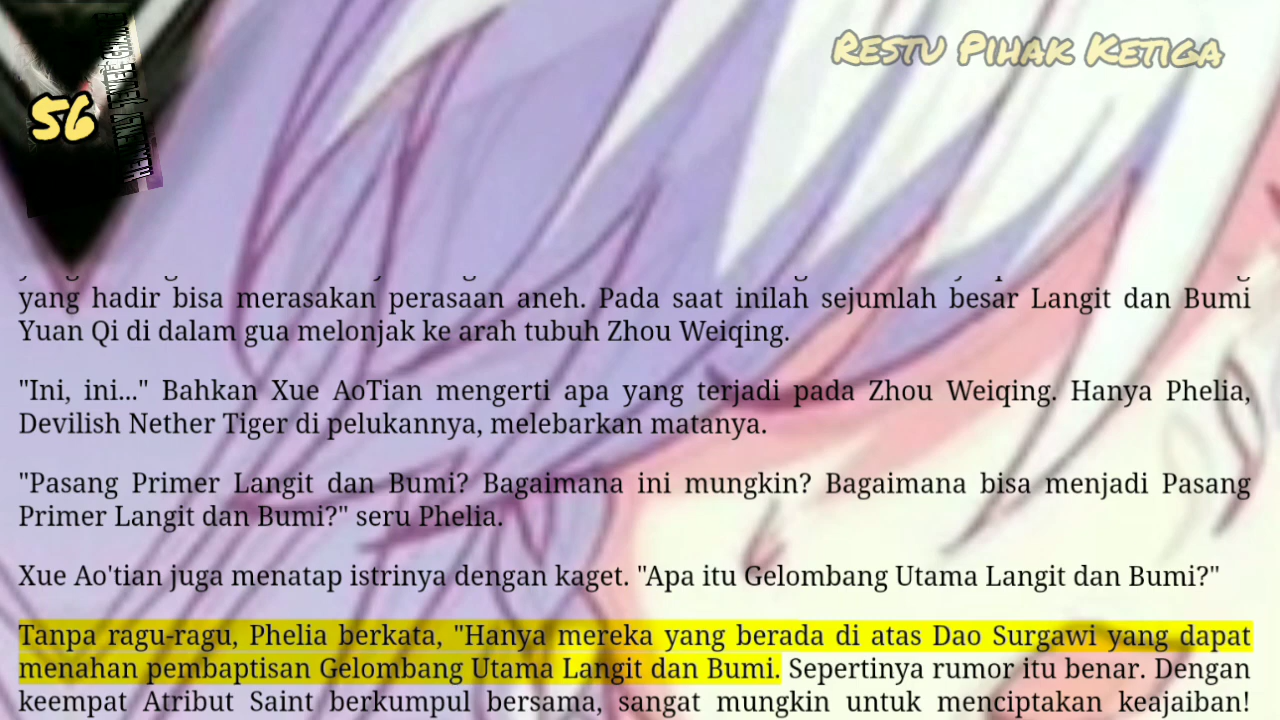 Restu Pihak Ketiga
56
yang hadir bisa merasakan perasaan aneh. Pada saat inilah sejumlah besar Langit dan Bumi
Yuan Qi di dalam gua melonjak ke arah tubuh Zhou Weiqing.
"Ini, ini..." Bahkan Xue AoTian mengerti apa yang terjadi pada Zhou Weiqing. Hanya Phelia,
Devilish Nether Tiger di pelukannya, melebarkan matanya.
"Pasang Primer Langit dan Bumi? Bagaimana ini mungkin? Bagaimana bisa menjadi Pasang
Primer Langit dan Bumi?" seru Phelia.
Xue Ao'tian juga menatap istrinya dengan kaget. "Apa itu Gelombang Utama Langit dan Bumi?"
Tanpa ragu-ragu, Phelia berkata, "Hanya mereka yang berada di atas Dao Surgawi yang dapat
menahan pembaptisan Gelombang Utama Langit dan Bumi. Sepertinya rumor itu benar. Dengan
keempat Atribut Saint berkumpul bersama, sangat mungkin untuk menciptakan keajaiban!